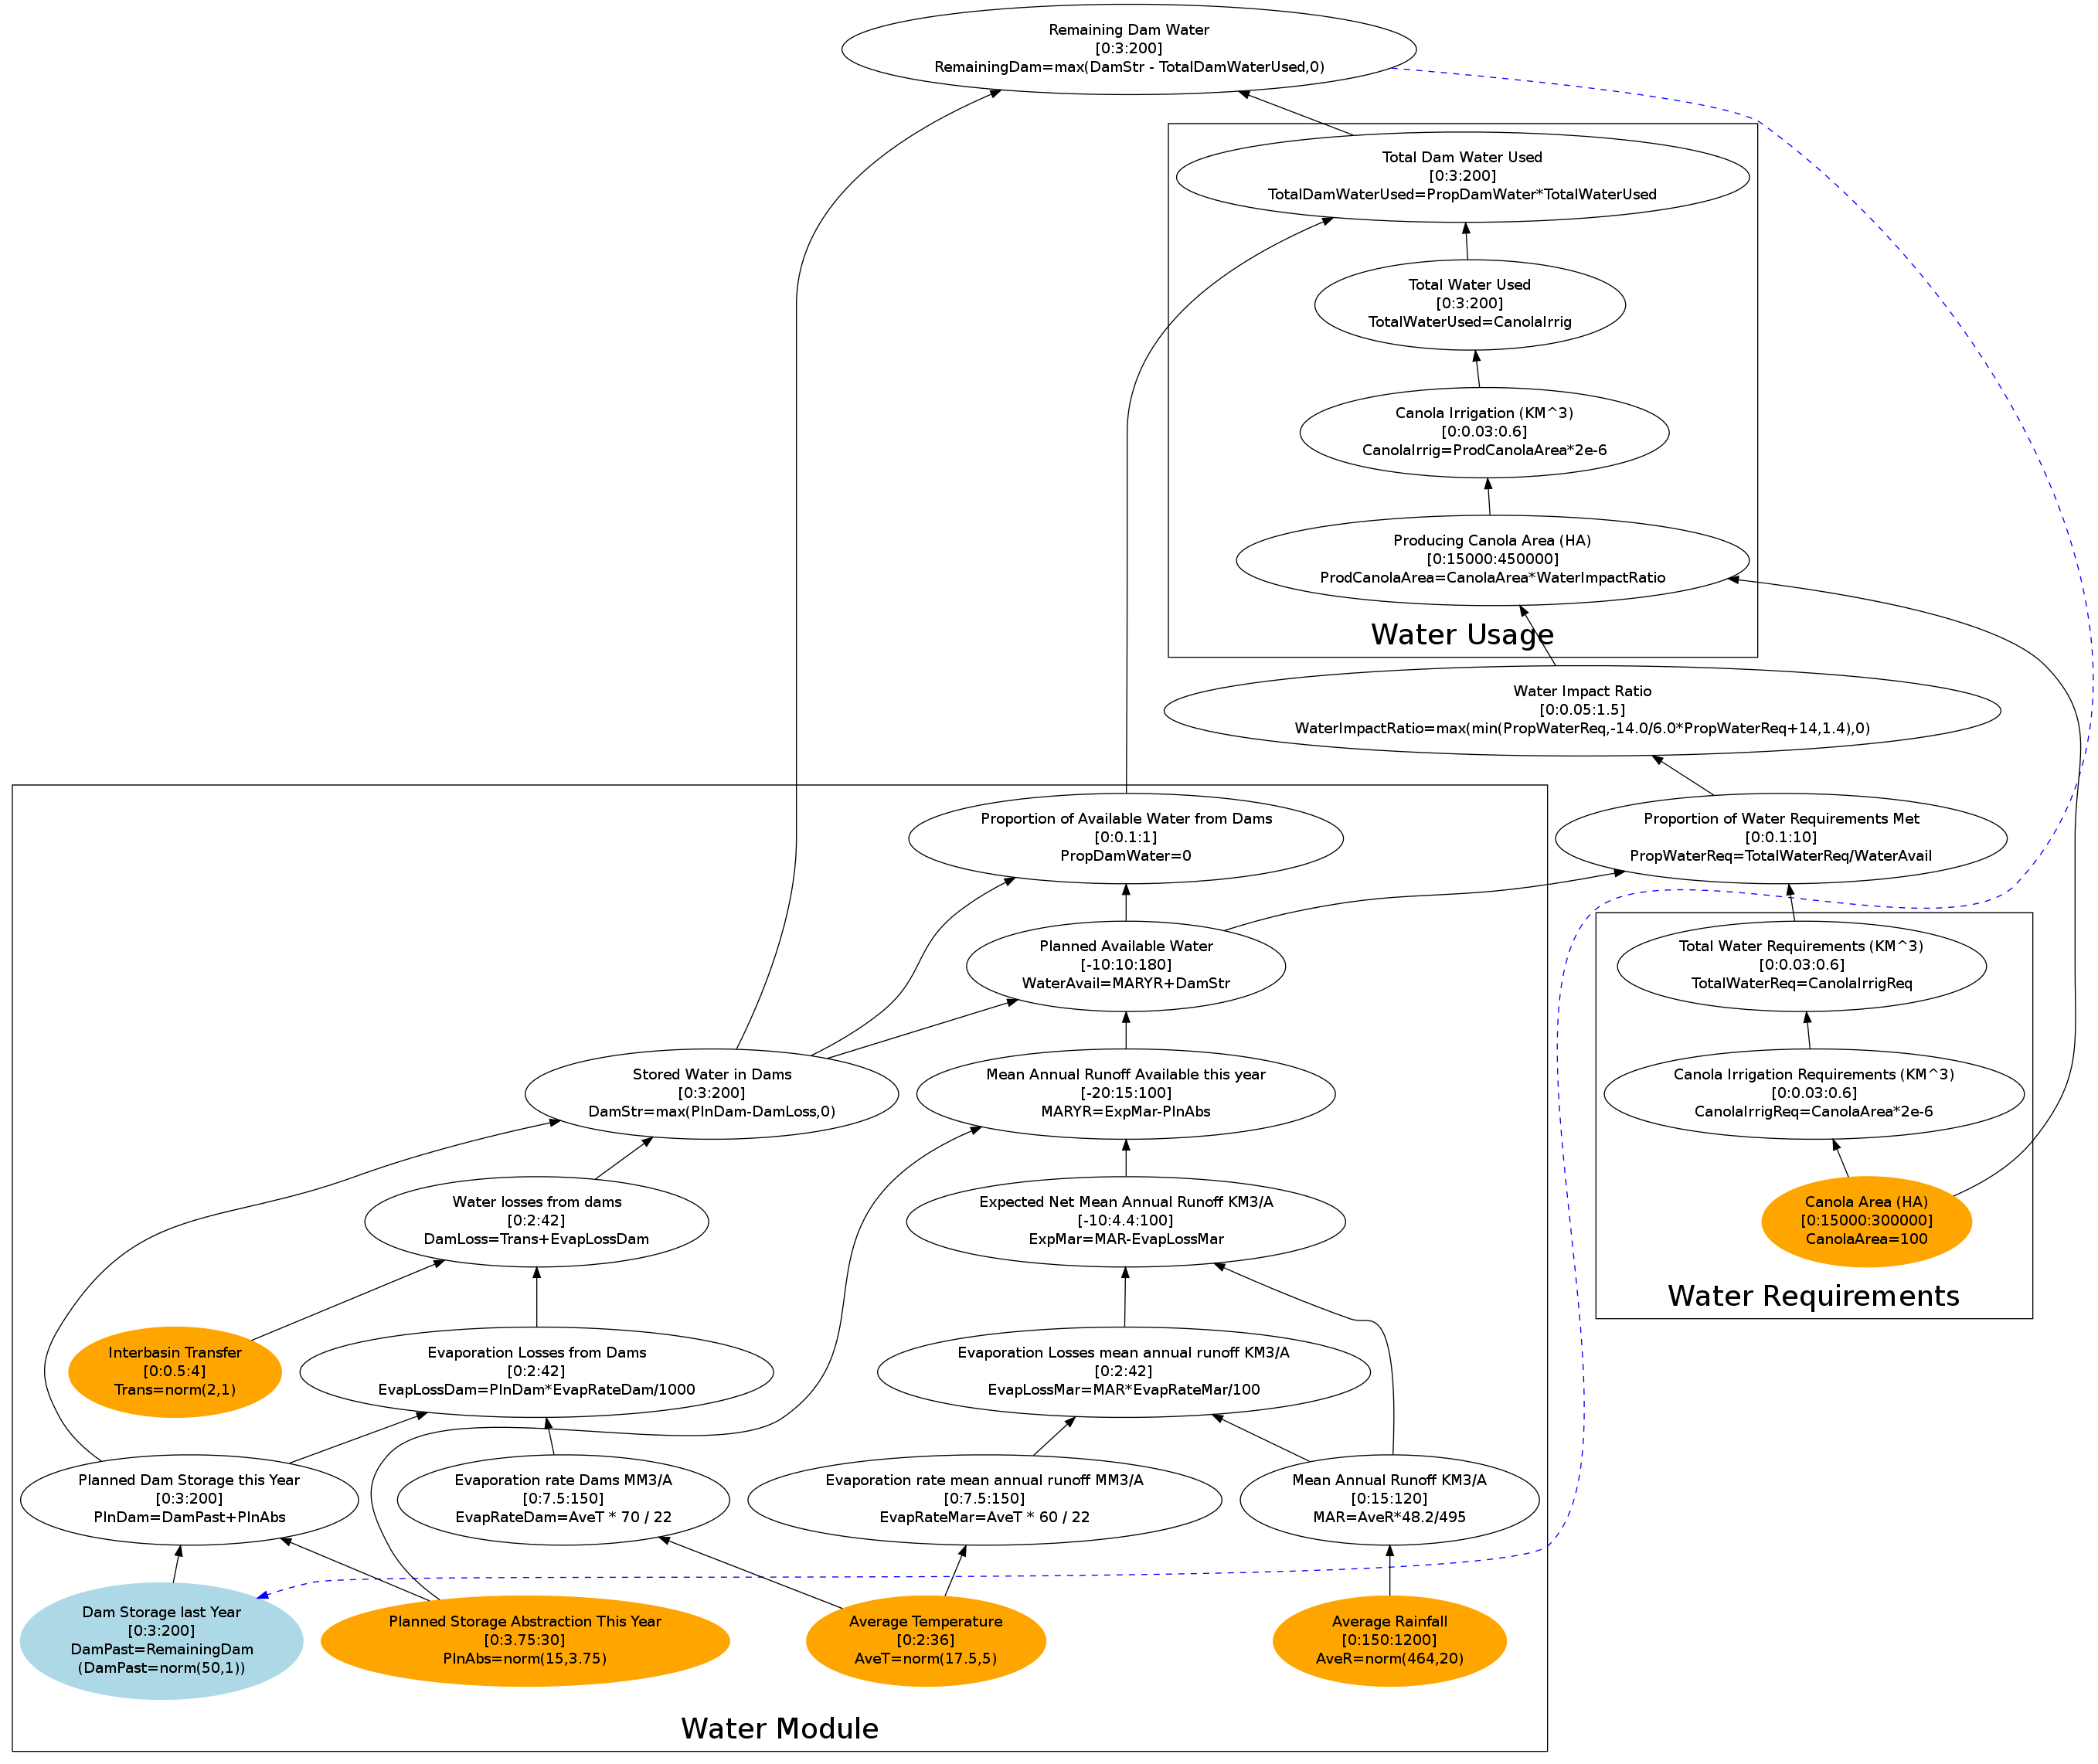 Remaining Dam Water
[0:3:200]
RemainingDam=max(DamStr - TotalDamWaterUsed,0)
Total Dam Water Used
[0:3:200]
TotalDamWaterUsed=PropDamWater*TotalWaterUsed
Total Water Used
[0:3:200]
TotalWaterUsed=CanolaIrrig
Canola Irrigation (KM^3)
[0:0.03:0.6]
CanolaIrrig=ProdCanolaArea*2e-6
Producing Canola Area (HA)
[0:15000:450000]
ProdCanolaArea=CanolaArea*WaterImpactRatio
Water Usage
Water Impact Ratio
[0:0.05:1.5]
WaterImpactRatio=max(min(PropWaterReq,-14.0/6.0*PropWaterReq+14,1.4),0)
Proportion of Available Water from Dams
[0:0.1:1]
PropDamWater=0
Proportion of Water Requirements Met
[0:0.1:10]
PropWaterReq=TotalWaterReq/WaterAvail
Planned Available Water
[-10:10:180]
WaterAvail=MARYR+DamStr
Total Water Requirements (KM^3)
[0:0.03:0.6]
TotalWaterReq=CanolaIrrigReq
Stored Water in Dams
[0:3:200]
DamStr=max(PlnDam-DamLoss,0)
Mean Annual Runoff Available this year
[-20:15:100]
MARYR=ExpMar-PlnAbs
Canola Irrigation Requirements (KM^3)
[0:0.03:0.6]
CanolaIrrigReq=CanolaArea*2e-6
Water losses from dams
[0:2:42]
DamLoss=Trans+EvapLossDam
Expected Net Mean Annual Runoff KM3/A
[-10:4.4:100]
ExpMar=MAR-EvapLossMar
Canola Area (HA)
[0:15000:300000]
CanolaArea=100
Water Requirements
Interbasin Transfer
[0:0.5:4]
Trans=norm(2,1)
Evaporation Losses from Dams
[0:2:42]
EvapLossDam=PlnDam*EvapRateDam/1000
Evaporation Losses mean annual runoff KM3/A
[0:2:42]
EvapLossMar=MAR*EvapRateMar/100
Planned Dam Storage this Year
[0:3:200]
PlnDam=DamPast+PlnAbs
Evaporation rate Dams MM3/A
[0:7.5:150]
EvapRateDam=AveT * 70 / 22
Evaporation rate mean annual runoff MM3/A
[0:7.5:150]
EvapRateMar=AveT * 60 / 22
Mean Annual Runoff KM3/A
[0:15:120]
MAR=AveR*48.2/495
Dam Storage last Year
[0:3:200]
DamPast=RemainingDam
(DamPast=norm(50,1))
Planned Storage Abstraction This Year
[0:3.75:30]
PlnAbs=norm(15,3.75)
Average Temperature
[0:2:36]
AveT=norm(17.5,5)
Average Rainfall
[0:150:1200]
AveR=norm(464,20)
Water Module